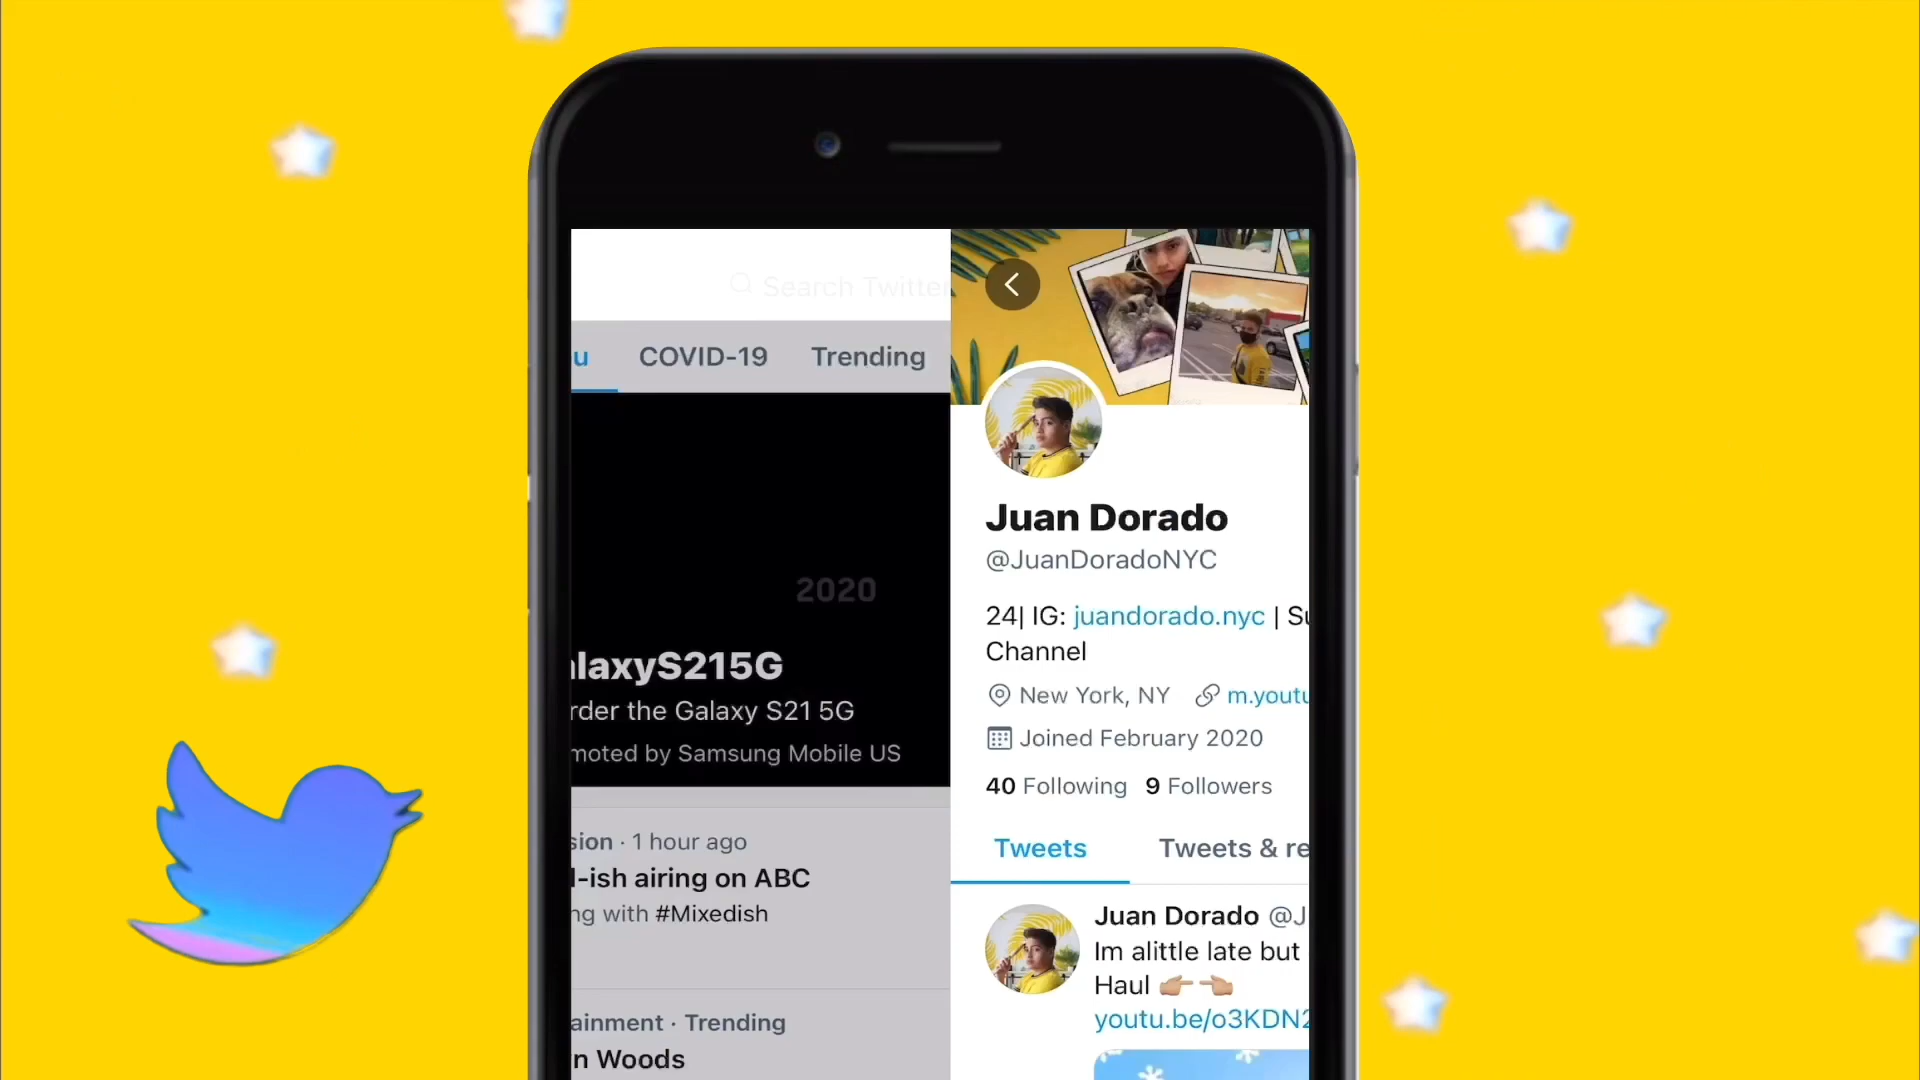 Search Twitter
u COVID-19 Trending
2020
laxyS215G
rder the Galaxy S21 5G
moted by Samsung Mobile US
sion · 1 hour ago
l-ish airing on ABC
ng with #Mixedish
ainment · Trending
n Woods
Juan Dorado
@JuanDoradoNYC
24| IG: juandorado.nyc | Su
Channel
New York, NY m.youtu
Joined February 2020
40 Following 9 Followers
Tweets Tweets & re
Juan Dorado @J
Im alittle late but
Haul 👉🏼👈🏼
youtu.be/o3KDN2